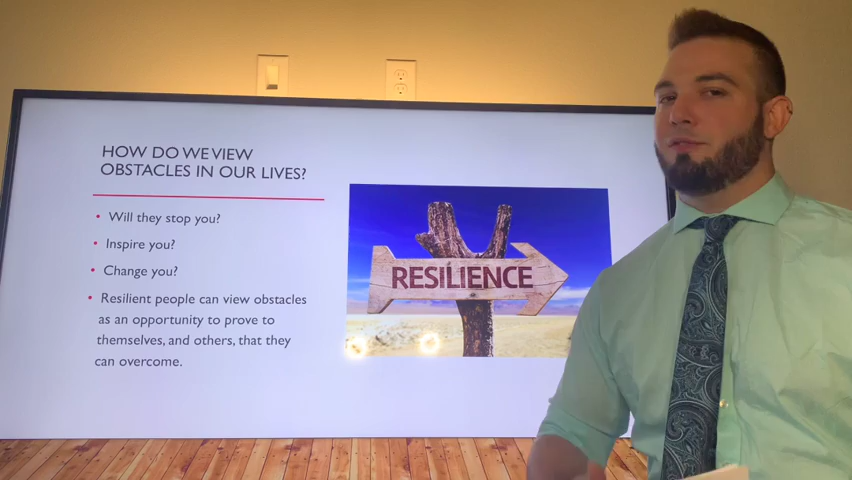 HOW DO WE VIEW
OBSTACLES IN OUR LIVES?
• Will they stop you?
• Inspire you?
• Change you?
• Resilient people can view obstacles
as an opportunity to prove to
themselves, and others, that they
can overcome.
RESILIENCE